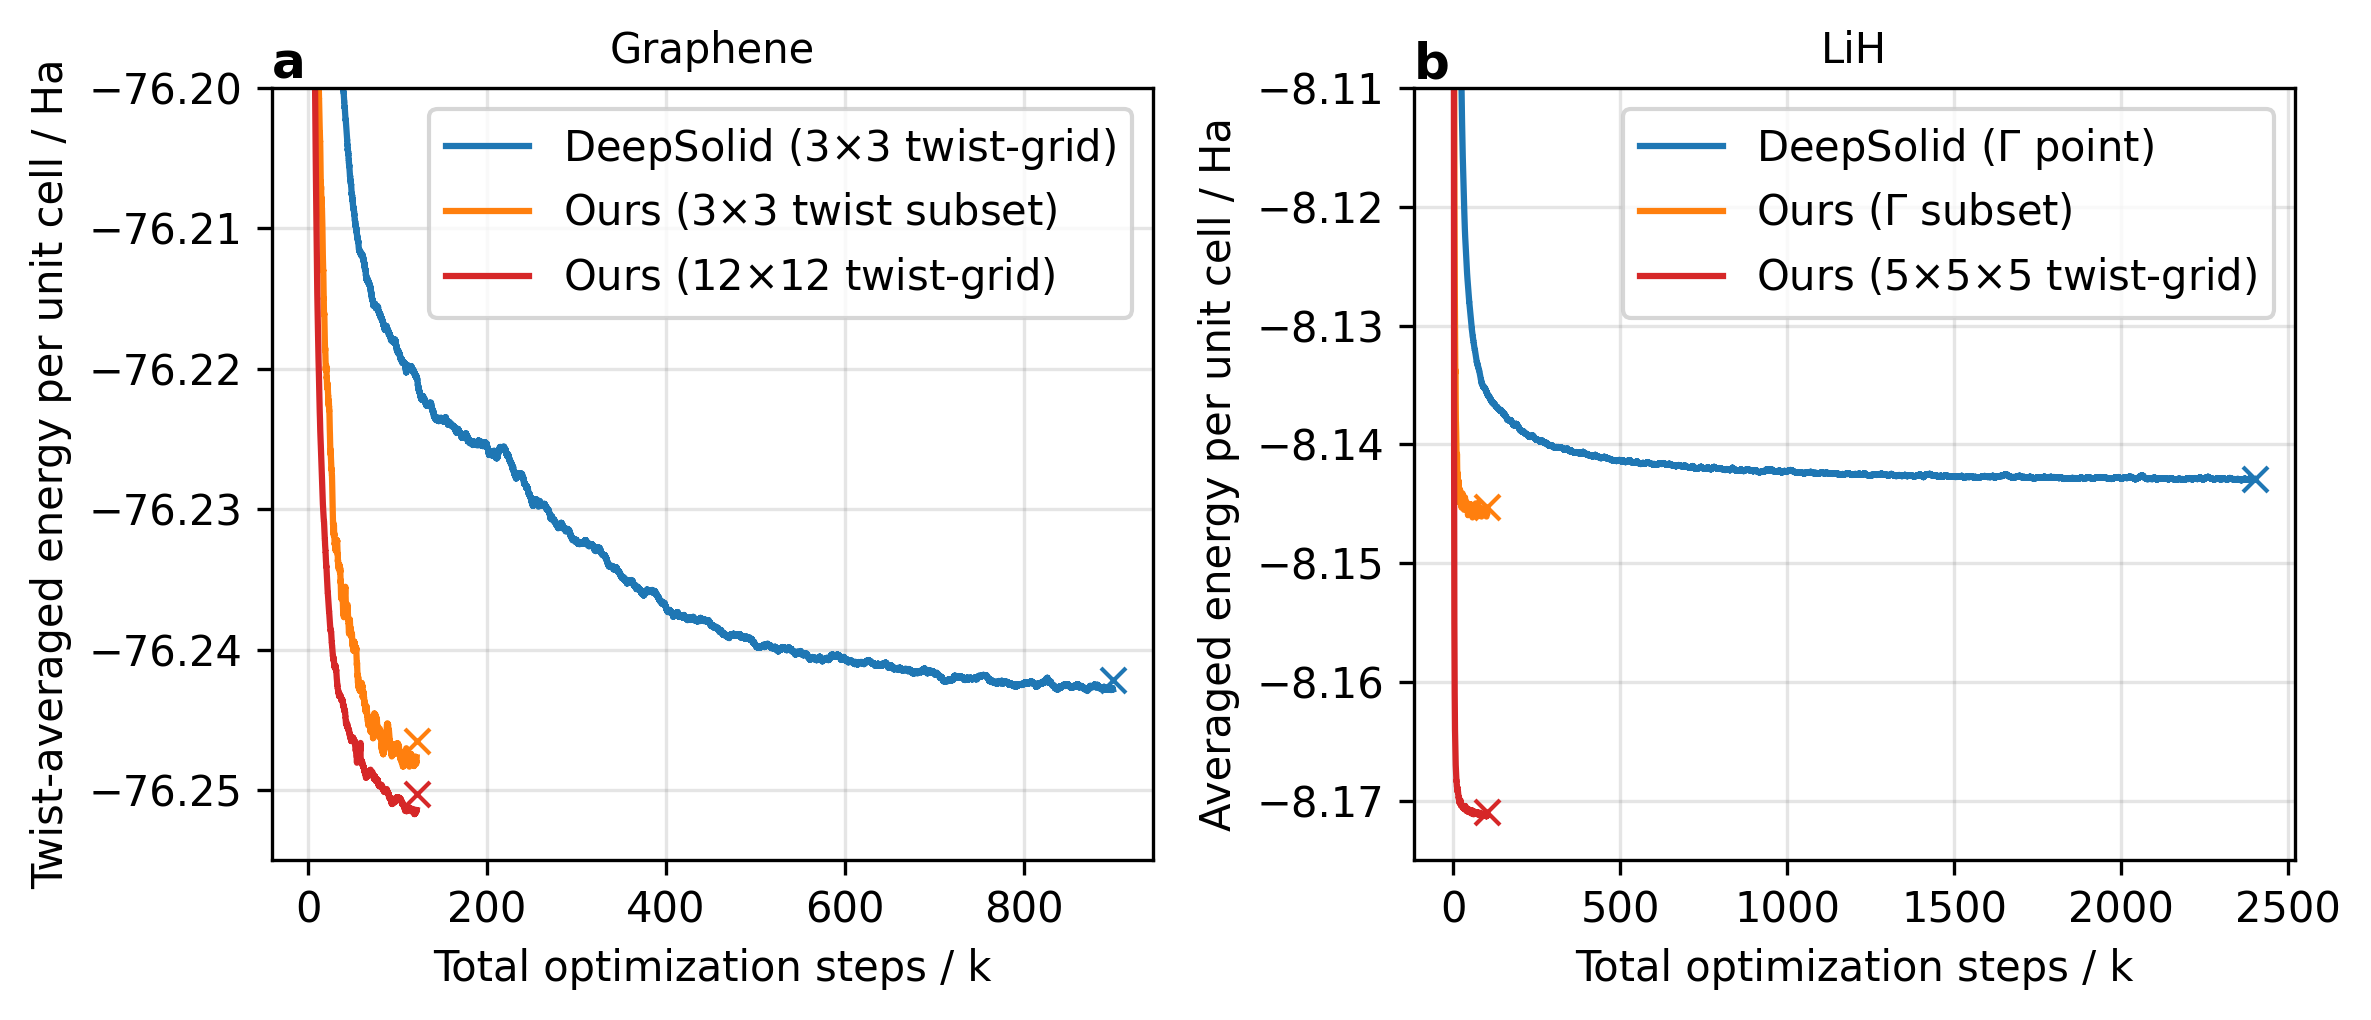 a
Graphene
Twist-averaged energy per unit cell / Ha
−76.20
−76.21
−76.22
−76.23
−76.24
−76.25
DeepSolid (3×3 twist-grid)
Ours (3×3 twist subset)
Ours (12×12 twist-grid)
0 200 400 600 800
Total optimization steps / k
b
LiH
Averaged energy per unit cell / Ha
−8.11
−8.12
−8.13
−8.14
−8.15
−8.16
−8.17
DeepSolid (Γ point)
Ours (Γ subset)
Ours (5×5×5 twist-grid)
0 500 1000 1500 2000 2500
Total optimization steps / k